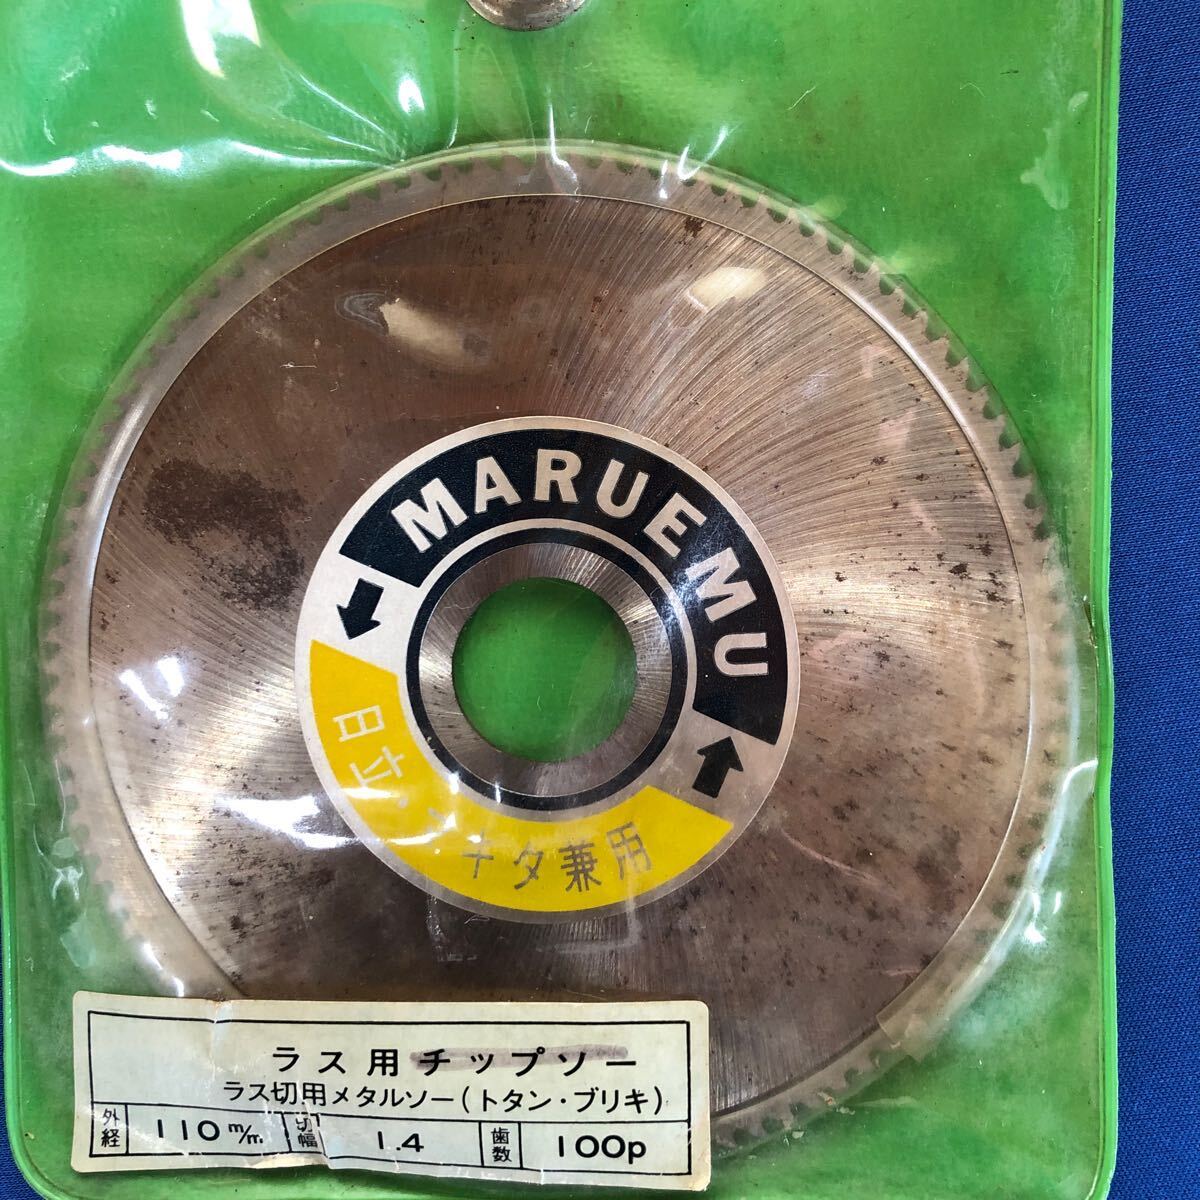 MARUEMU
日立・マキタ兼用
ラス用チップソー
ラス切用メタルソー(トタン・ブリキ)
外経 110m/m 切幅 1.4 歯数 100p